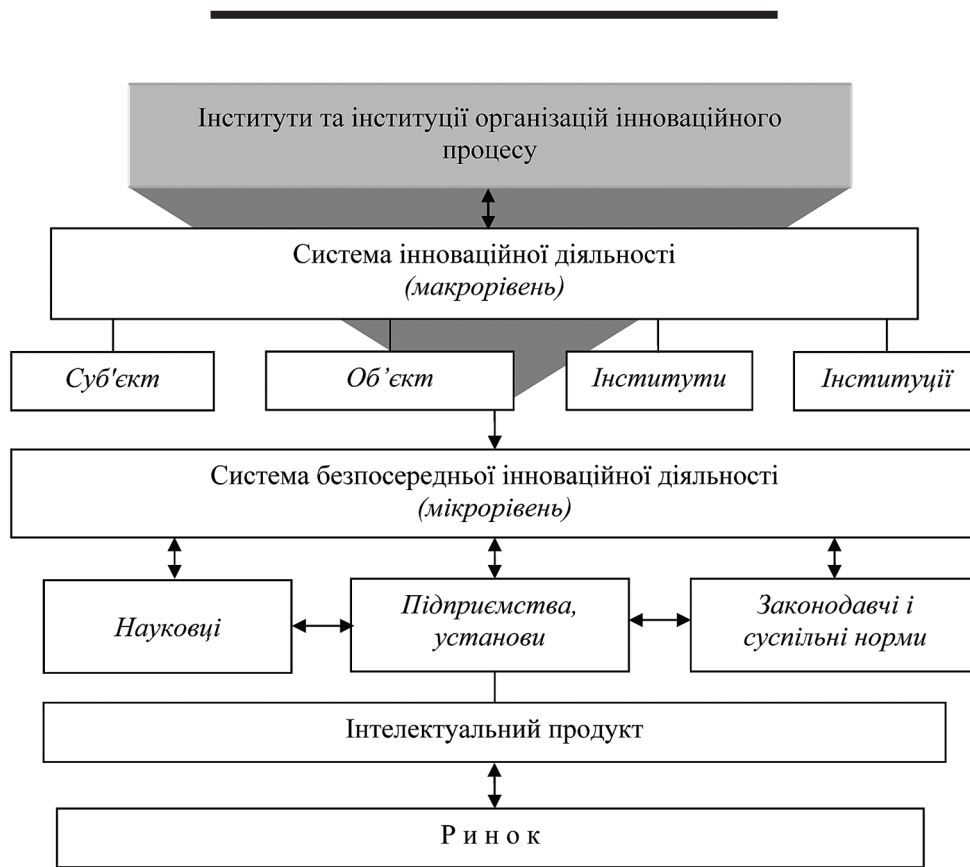 Інститути та інституції організацій інноваційного
процесу
Система інноваційної діяльності
(макрорівень)
Суб'єкт
Об’єкт
Інститути
Інституції
Система безпосередньої інноваційної діяльності
(мікрорівень)
Науковці
Підприємства,
установи
Законодавчі і
суспільні норми
Інтелектуальний продукт
Р и н о к